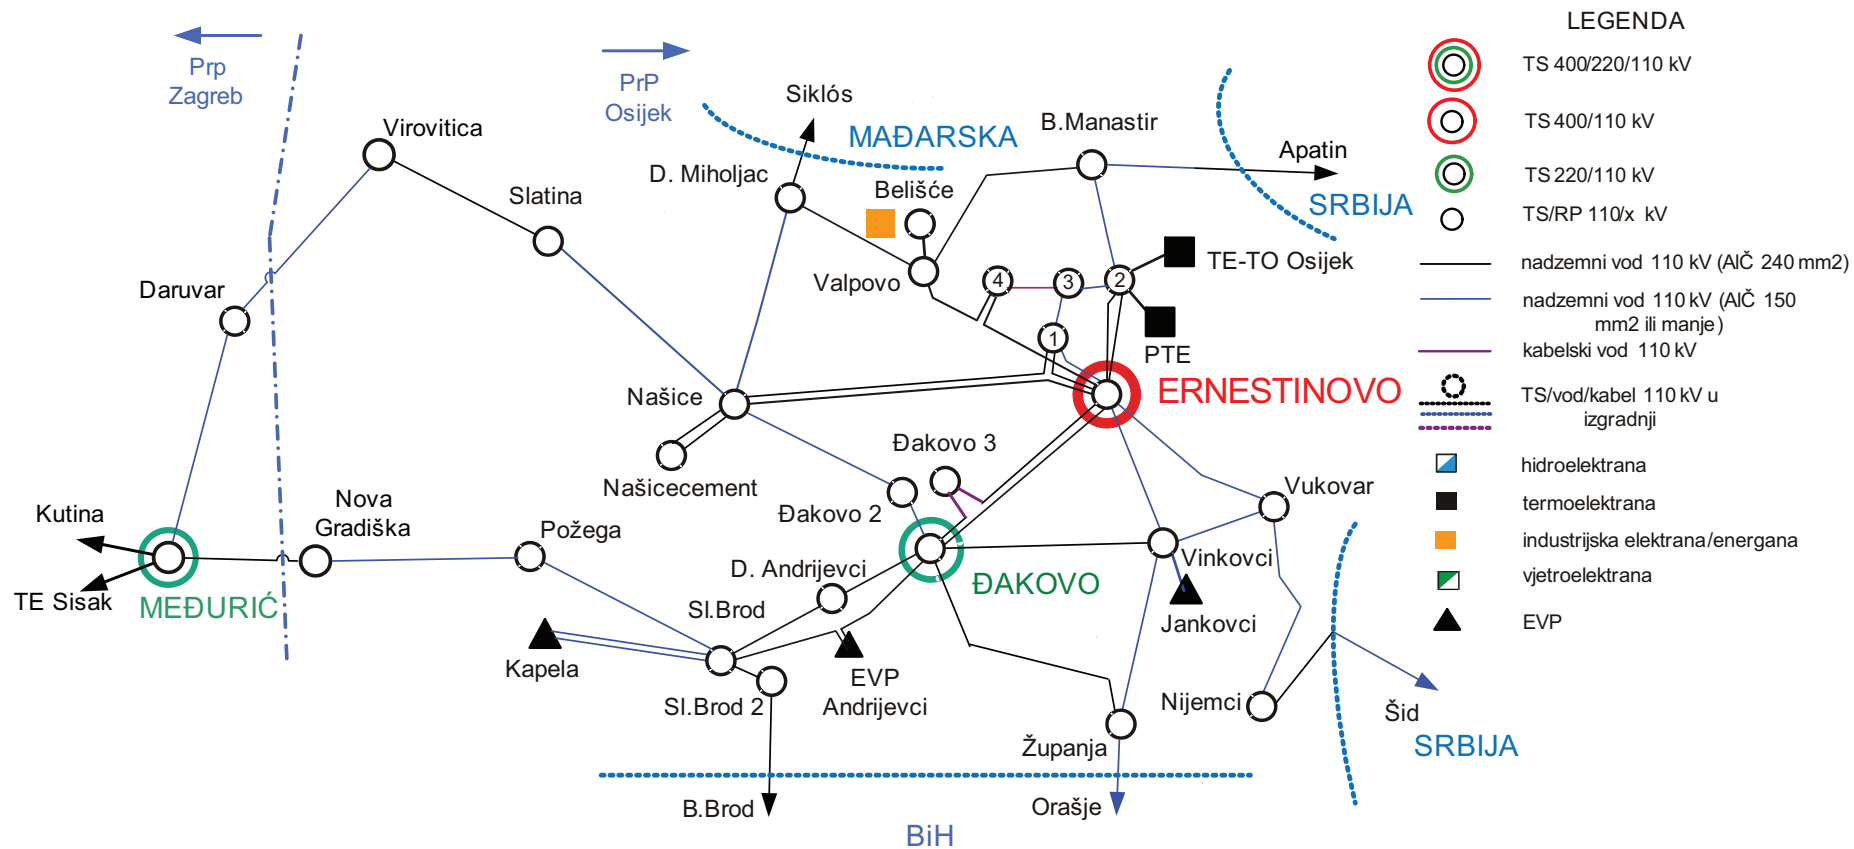 Prp
Zagreb
PrP
Osijek
Siklós
MAĐARSKA
B.Manastir
Apatin
SRBIJA
Virovitica
D. Miholjac
Belišće
Slatina
Valpovo
TE-TO Osijek
4
3
2
1
PTE
Daruvar
ERNESTINOVO
Našice
Đakovo 3
Našicecement
Đakovo 2
Vukovar
Kutina
Nova
Gradiška
Požega
TE Sisak
MEĐURIĆ
D. Andrijevci
ĐAKOVO
Vinkovci
Sl.Brod
Jankovci
Kapela
EVP
Andrijevci
Sl.Brod 2
Nijemci
Šid
SRBIJA
Županja
B.Brod
Orašje
BiH
LEGENDA
TS 400/220/110 kV
TS 400/110 kV
TS 220/110 kV
TS/RP 110/x kV
nadzemni vod 110 kV (AlČ 240 mm2)
nadzemni vod 110 kV (AlČ 150
mm2 ili manje)
kabelski vod 110 kV
TS/vod/kabel 110 kV u
izgradnji
hidroelektrana
termoelektrana
industrijska elektrana/energana
vjetroelektrana
EVP